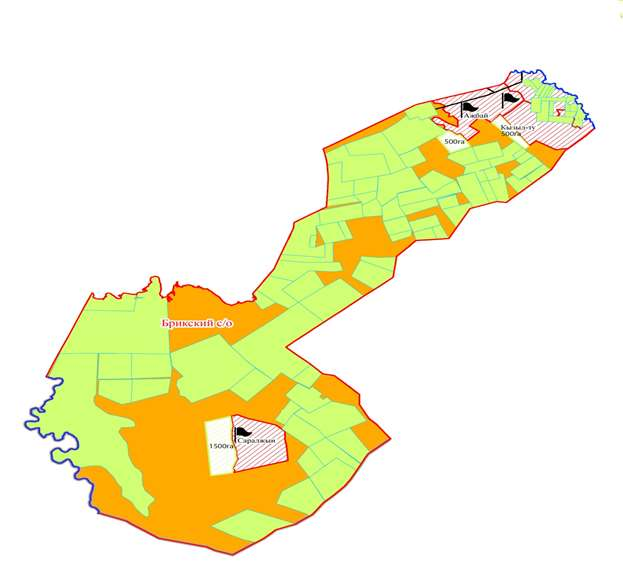 Ажбай
Кызыл-ту
500га
500га
Брикский с/о
1500га
Саралжын